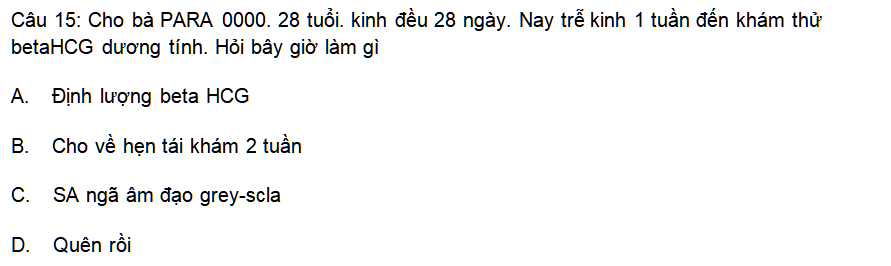 Câu 15: Cho bà PARA 0000. 28 tuổi. kinh đều 28 ngày. Nay trễ kinh 1 tuần đến khám thử
betaHCG dương tính. Hỏi bây giờ làm gì
A. Định lượng beta HCG
B. Cho về hẹn tái khám 2 tuần
C. SA ngã âm đạo grey-scla
D. Quên rồi